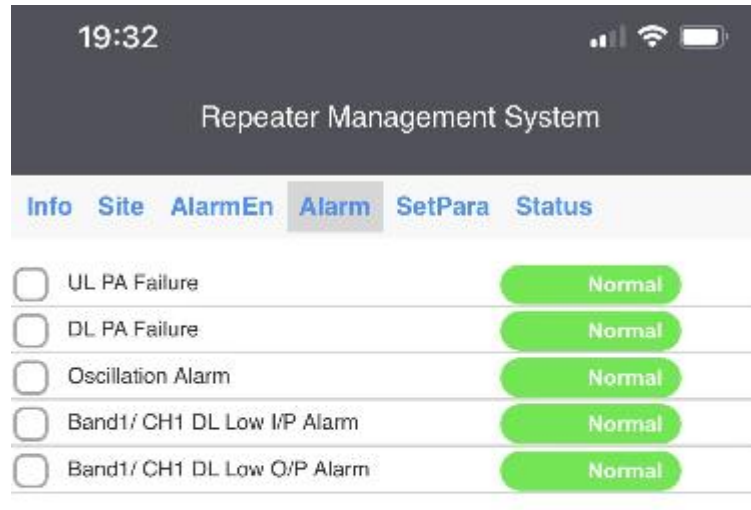 19:32
Repeater Management System
Info Site AlarmEn Alarm SetPara Status
UL PA Failure Normal
DL PA Failure Normal
Oscillation Alarm Normal
Band1/ CH1 DL Low I/P Alarm Normal
Band1/ CH1 DL Low O/P Alarm Normal